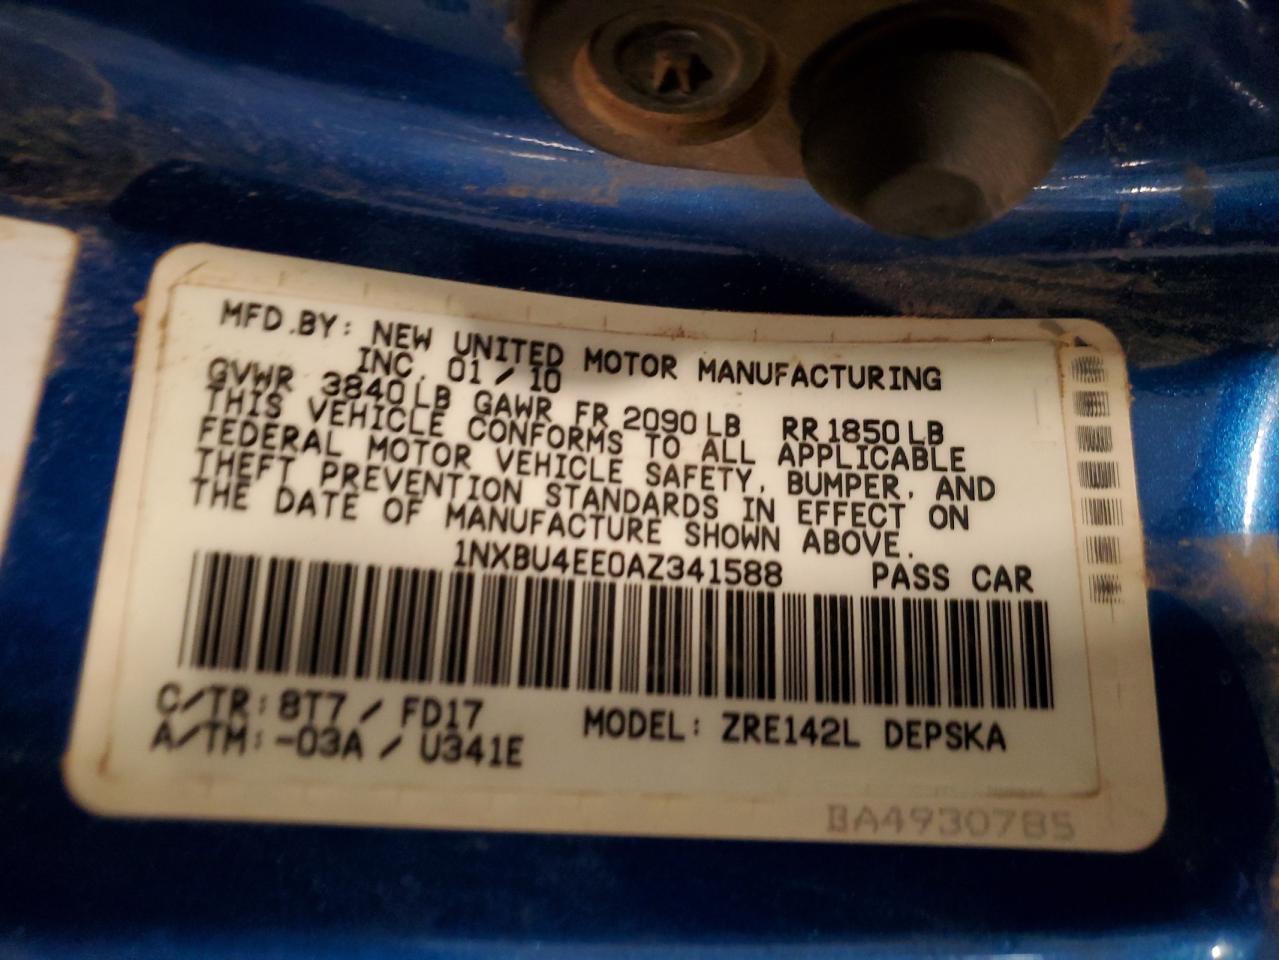 MFD.BY: NEW UNITED MOTOR MANUFACTURING
INC. 01/10
GVWR 3840LB GAWR FR 2090LB RR 1850LB
THIS VEHICLE CONFORMS TO ALL APPLICABLE
FEDERAL MOTOR VEHICLE SAFETY, BUMPER, AND
THEFT PREVENTION STANDARDS IN EFFECT ON
THE DATE OF MANUFACTURE SHOWN ABOVE.
1NXBU4EE0AZ341588 PASS CAR
C/TR: 8T7 / FD17
A/TM: -03A / U341E
MODEL: ZRE142L DEPSKA
BA4930785